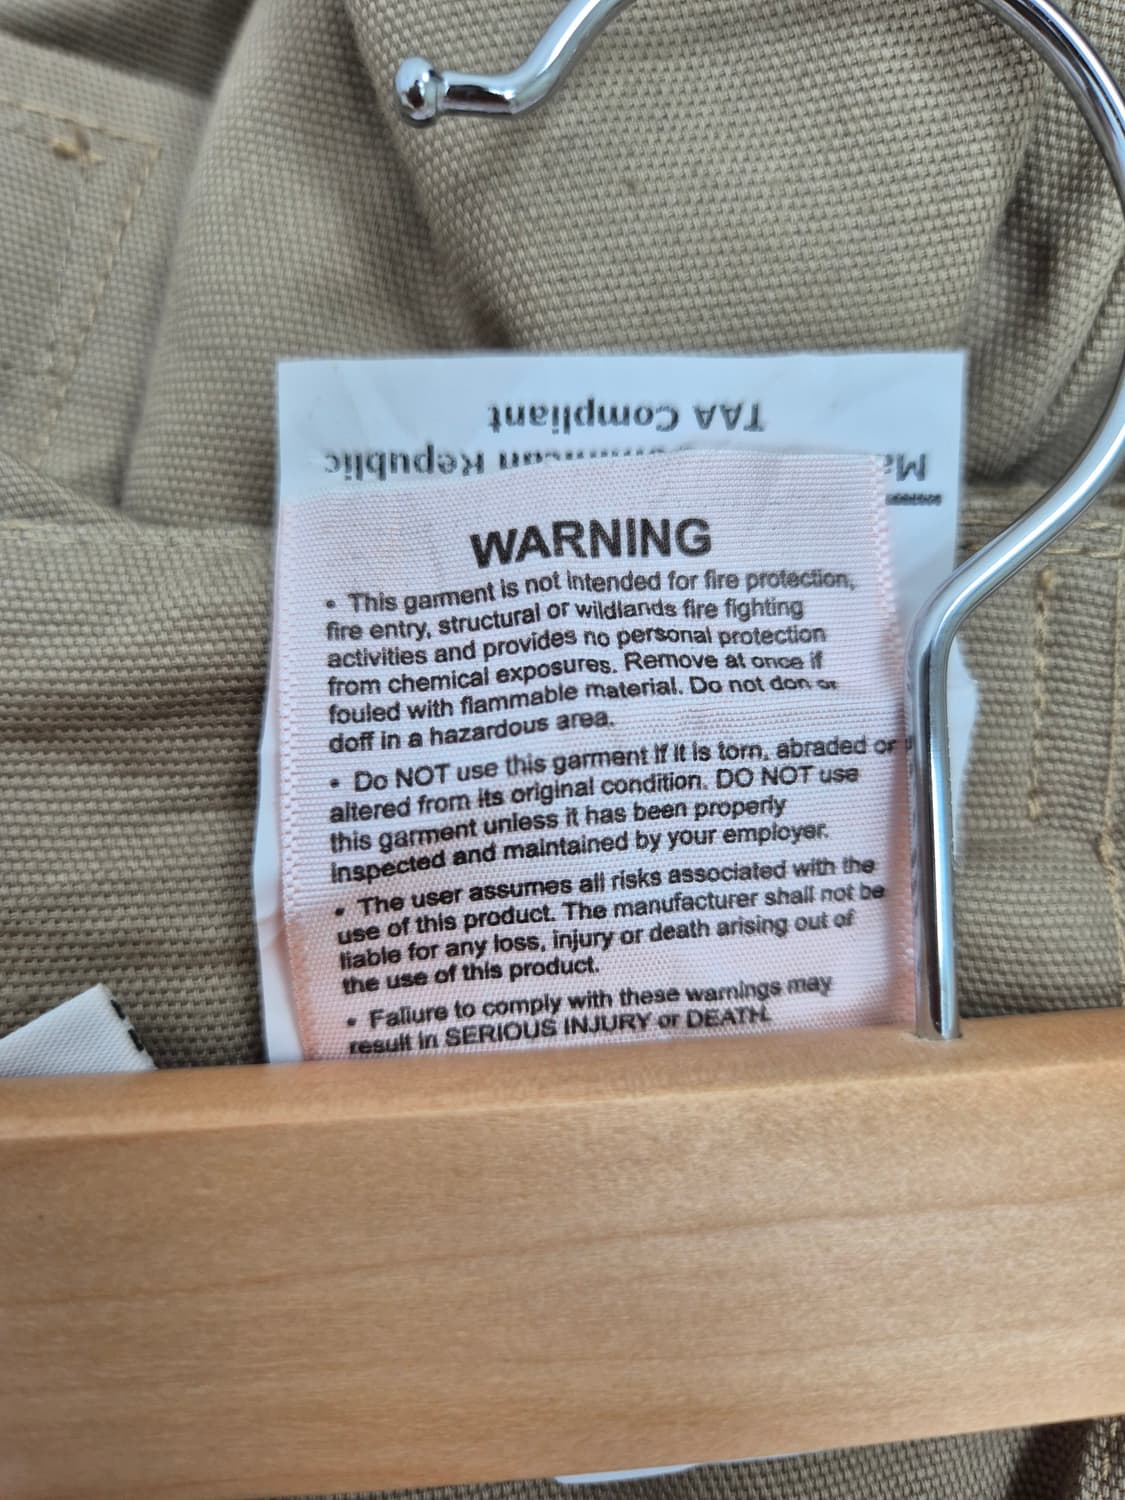 TAA Compliant
Republic
WARNING
• This garment is not intended for fire protection,
fire entry, structural or wildlands fire fighting
activities and provides no personal protection
from chemical exposures. Remove at once if
fouled with flammable material. Do not don or
doff in a hazardous area.
• Do NOT use this garment if it is torn, abraded or
altered from its original condition. DO NOT use
this garment unless it has been properly
inspected and maintained by your employer.
• The user assumes all risks associated with the
use of this product. The manufacturer shall not be
liable for any loss, injury or death arising out of
the use of this product.
• Failure to comply with these warnings may
result in SERIOUS INJURY or DEATH.